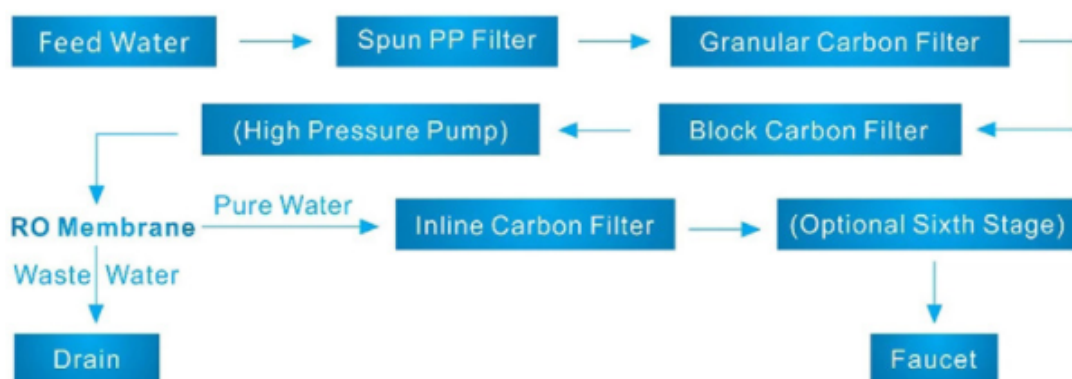 Feed Water
Spun PP Filter
Granular Carbon Filter
(High Pressure Pump)
Block Carbon Filter
RO Membrane
Pure Water
Inline Carbon Filter
(Optional Sixth Stage)
Waste Water
Drain
Faucet